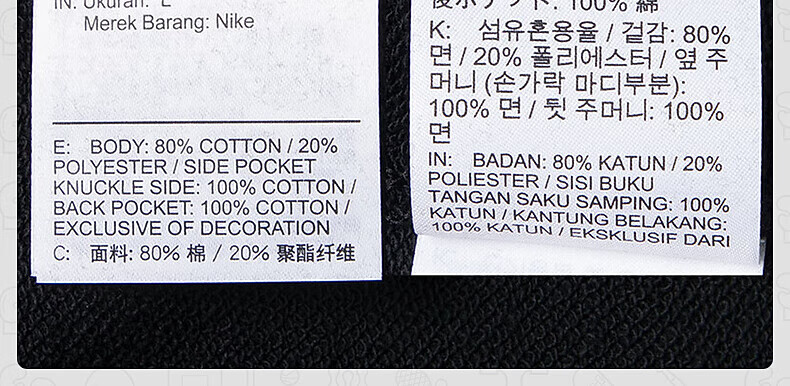 IN: Ukuran: L
Merek Barang: Nike
E: BODY: 80% COTTON / 20%
POLYESTER / SIDE POCKET
KNUCKLE SIDE: 100% COTTON /
BACK POCKET: 100% COTTON /
EXCLUSIVE OF DECORATION
C: 面料: 80% 棉 / 20% 聚酯纤维
100% 綿
K: 섬유혼용율 / 겉감: 80%
면 / 20% 폴리에스터 / 옆 주
머니 (손가락 마디부분):
100% 면 / 뒷 주머니: 100%
면
IN: BADAN: 80% KATUN / 20%
POLIESTER / SISI BUKU
TANGAN SAKU SAMPING: 100%
KATUN / KANTUNG BELAKANG:
100% KATUN / EKSKLUSIF DARI